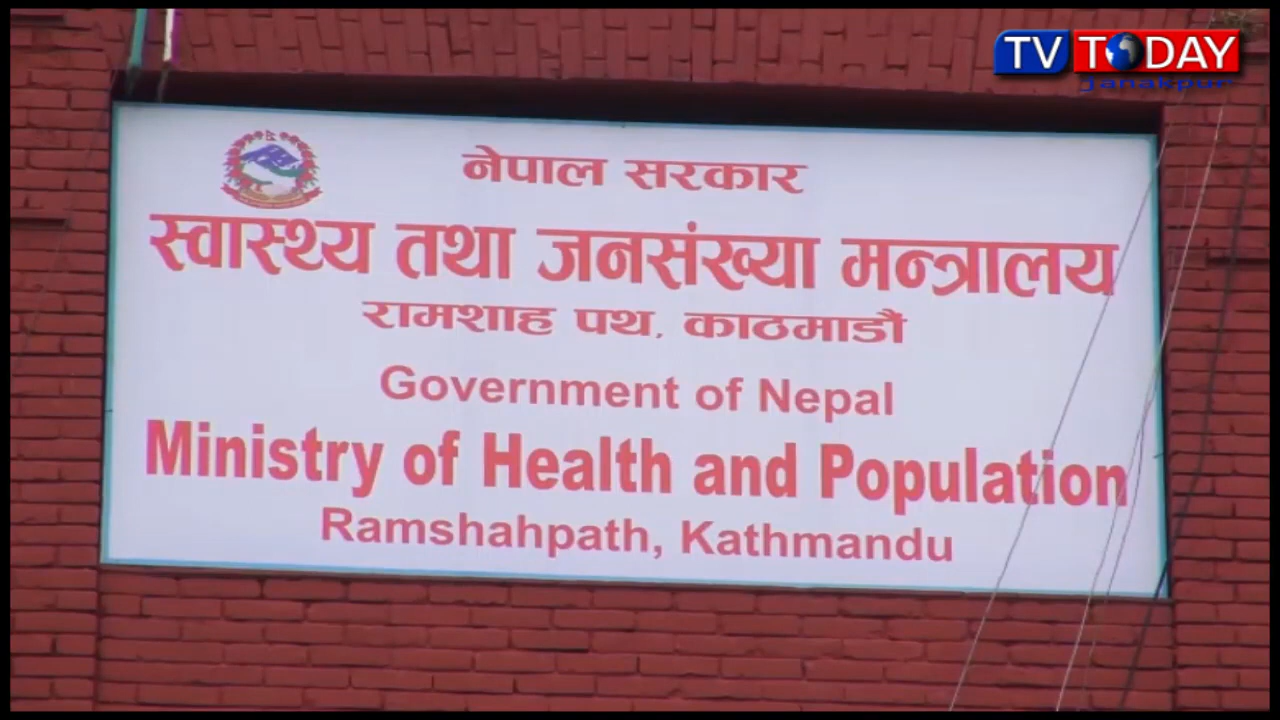 TV TODAY
Janakpur
नेपाल सरकार
स्वास्थ्य तथा जनसंख्या मन्त्रालय
रामशाह पथ, काठमाडौं
Government of Nepal
Ministry of Health and Population
Ramshahpath, Kathmandu